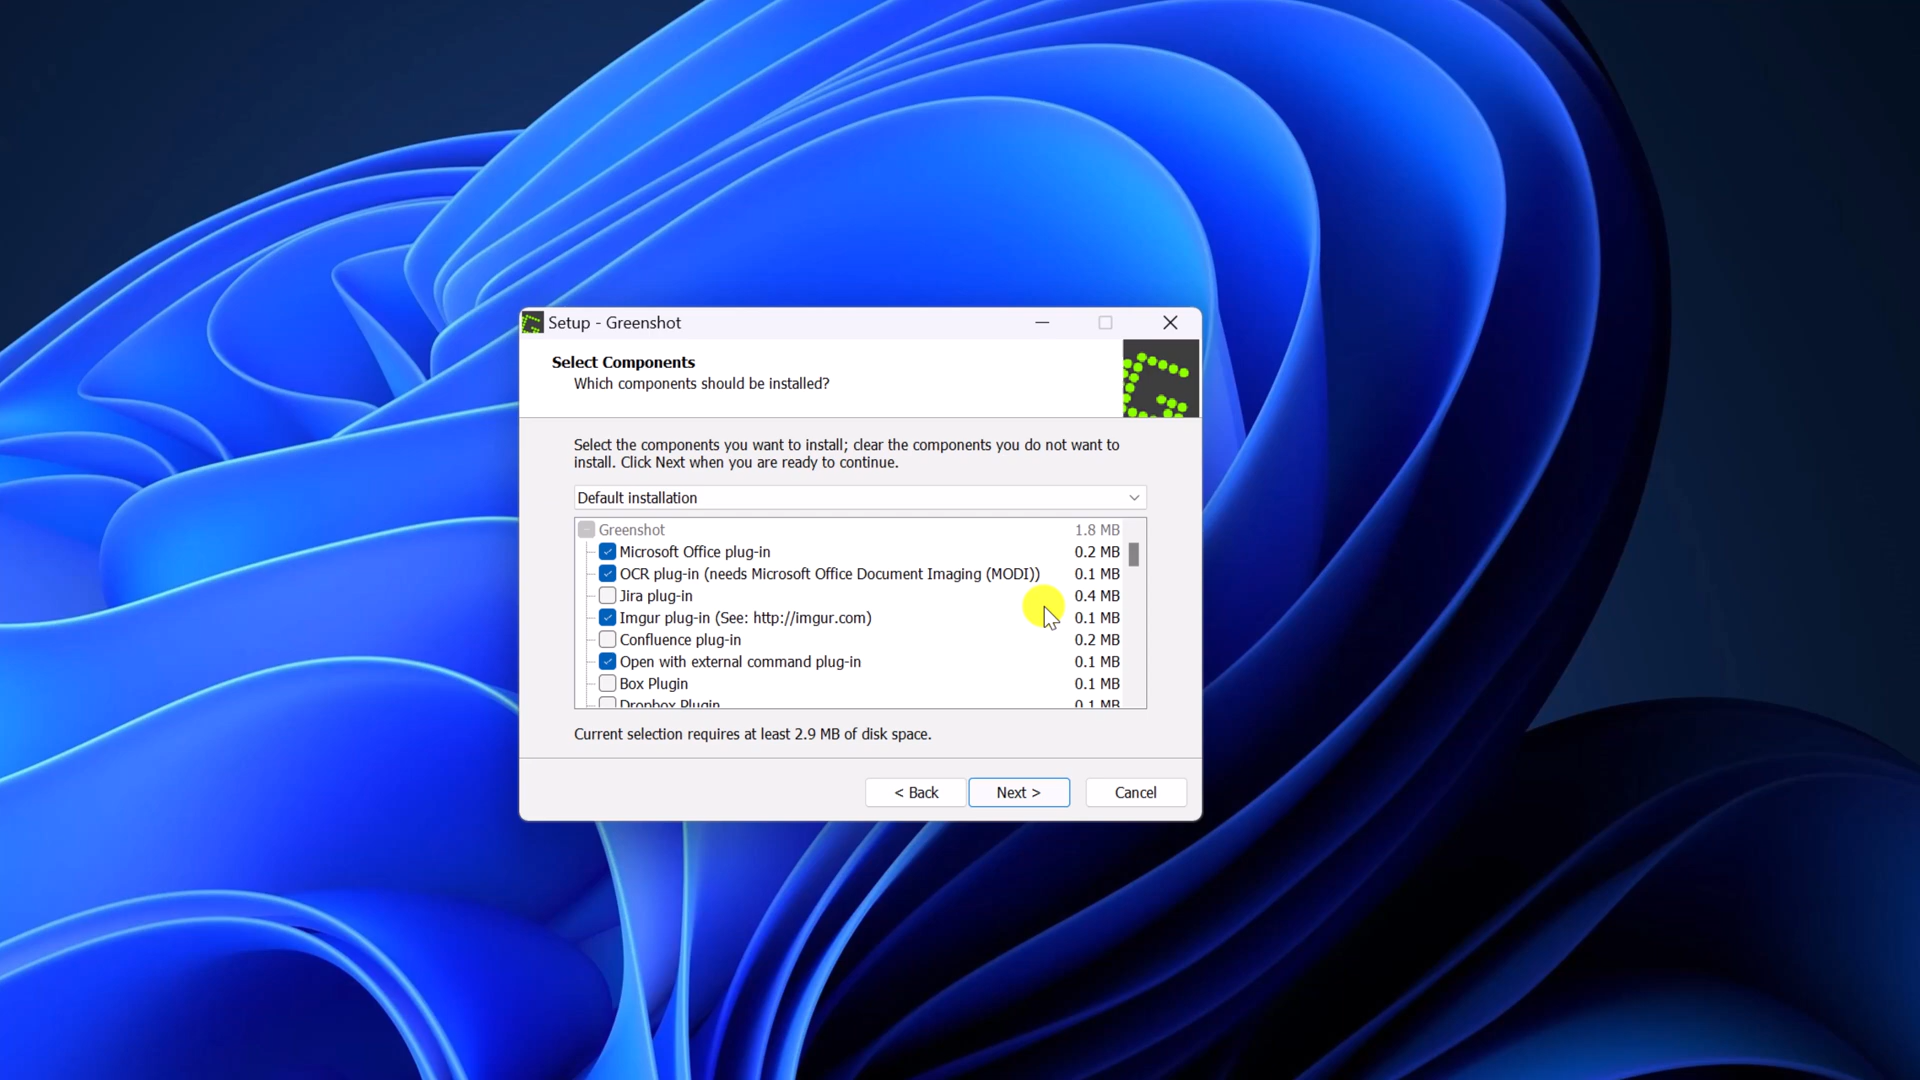 Setup - Greenshot
Select Components
Which components should be installed?
Select the components you want to install; clear the components you do not want to
install. Click Next when you are ready to continue.
Default installation
Greenshot 1.8 MB
Microsoft Office plug-in 0.2 MB
OCR plug-in (needs Microsoft Office Document Imaging (MODI)) 0.1 MB
Jira plug-in 0.4 MB
Imgur plug-in (See: http://imgur.com) 0.1 MB
Confluence plug-in 0.2 MB
Open with external command plug-in 0.1 MB
Box Plugin 0.1 MB
Dropbox Plugin 0.1 MB
Current selection requires at least 2.9 MB of disk space.
< Back Next > Cancel